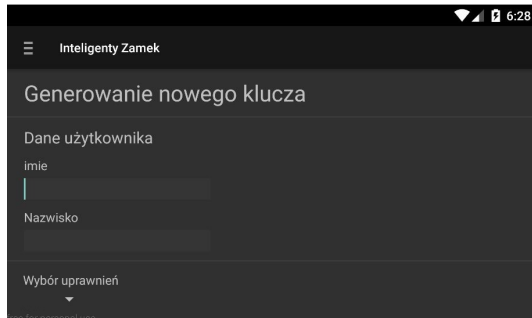 6:28
Inteligenty Zamek
Generowanie nowego klucza
Dane użytkownika
imie
Nazwisko
Wybór uprawnień